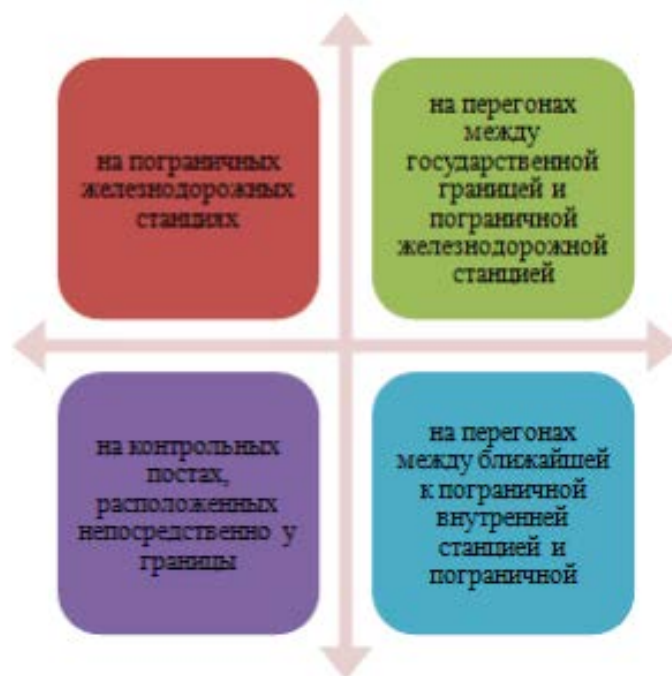 на пограничных
железнодорожных
станциях
на перегонах
между
государственной
границей и
пограничной
железнодорожной
станцией
на контрольных
постах,
расположенных
непосредственно у
границы
на перегонах
между ближайшей
к пограничной
внутренней
станцией и
пограничной